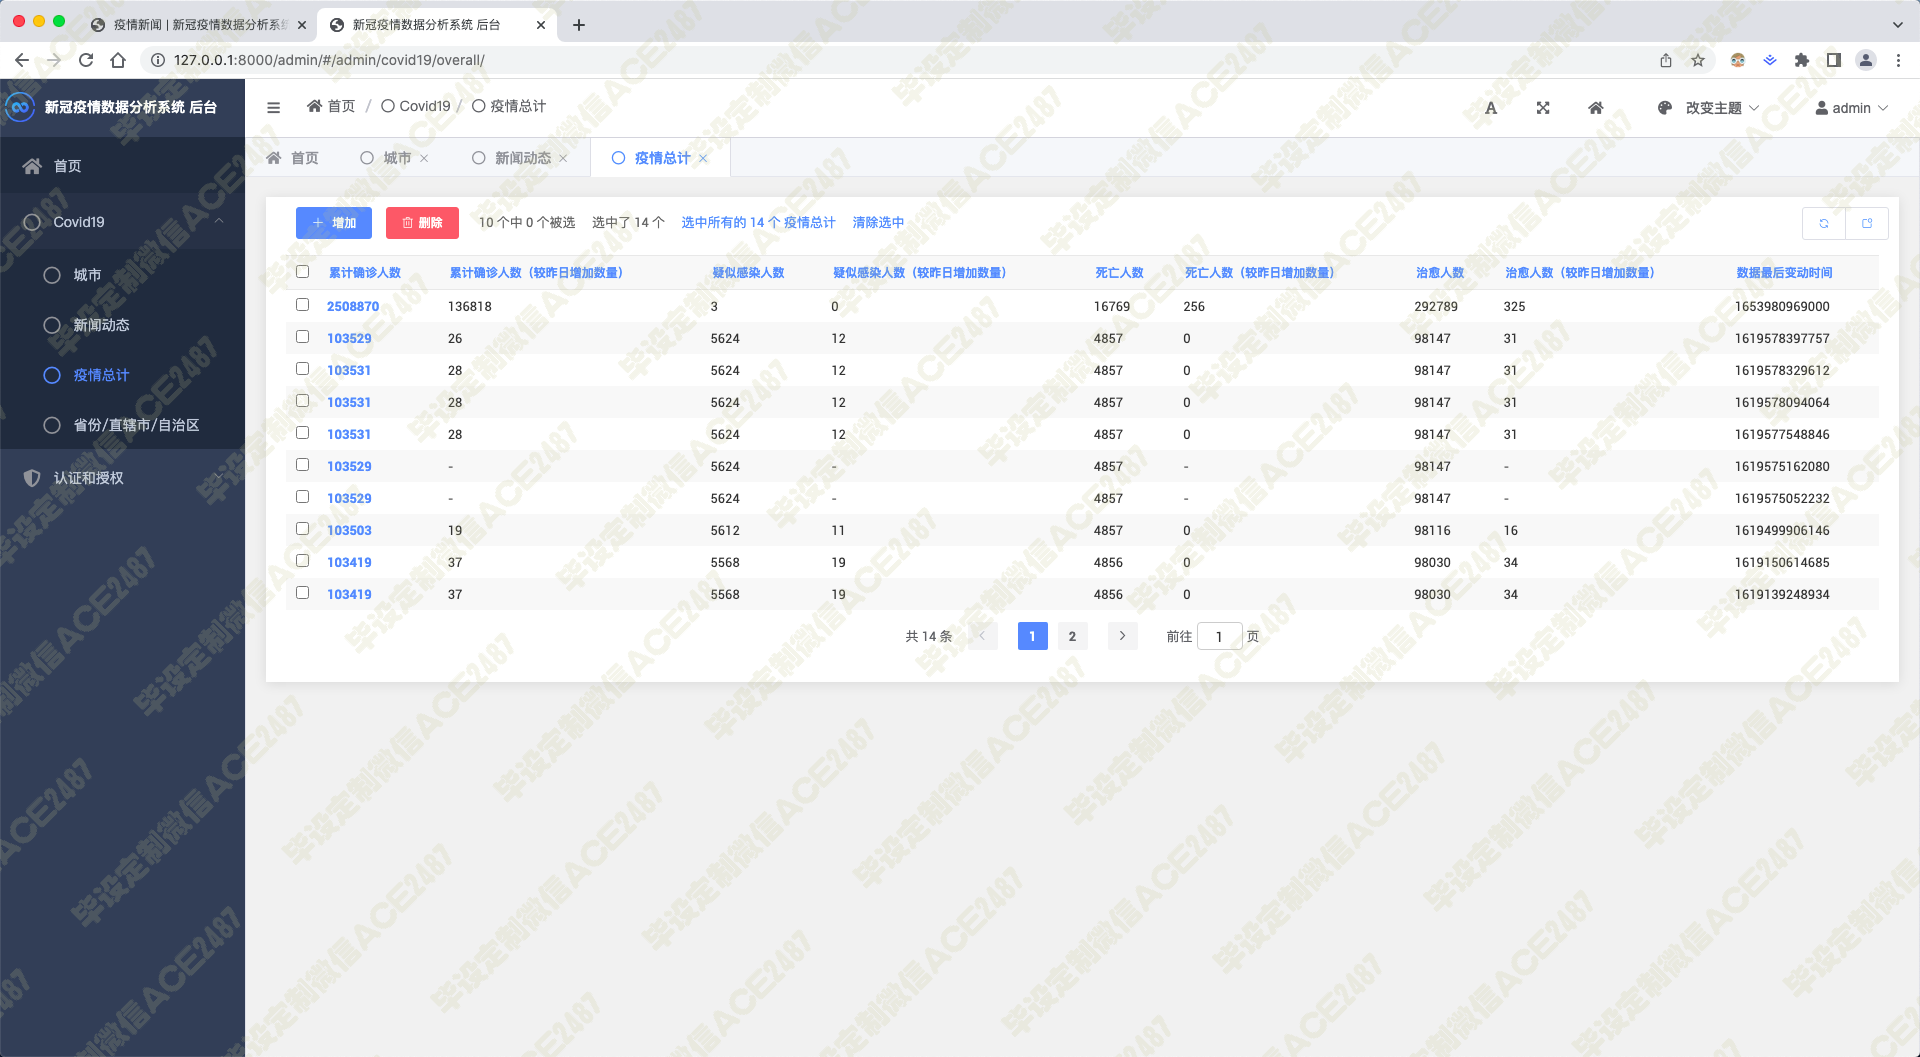 疫情新闻 | 新冠疫情数据分析系统
新冠疫情数据分析系统 后台
127.0.0.1:8000/admin/#/admin/covid19/overall/
新冠疫情数据分析系统 后台
首页 / Covid19 / 疫情总计
A
改变主题
admin
首页
城市
新闻动态
疫情总计
首页
Covid19
城市
新闻动态
疫情总计
省份/直辖市/自治区
认证和授权
增加
删除
10 个中 0 个被选
选中了 14 个
选中所有的 14 个 疫情总计
清除选中
累计确诊人数 累计确诊人数（较昨日增加数量） 疑似感染人数 疑似感染人数（较昨日增加数量） 死亡人数 死亡人数（较昨日增加数量） 治愈人数 治愈人数（较昨日增加数量） 数据最后变动时间
2508870 136818 3 0 16769 256 292789 325 1653980969000
103529 26 5624 12 4857 0 98147 31 1619578397757
103531 28 5624 12 4857 0 98147 31 1619578329612
103531 28 5624 12 4857 0 98147 31 1619578094064
103531 28 5624 12 4857 0 98147 31 1619577548846
103529 - 5624 - 4857 - 98147 - 1619575162080
103529 - 5624 - 4857 - 98147 - 1619575052232
103503 19 5612 11 4857 0 98116 16 1619499906146
103419 37 5568 19 4856 0 98030 34 1619150614685
103419 37 5568 19 4856 0 98030 34 1619139248934
共 14 条
1
2
前往 1 页
毕设定制微信ACE2487